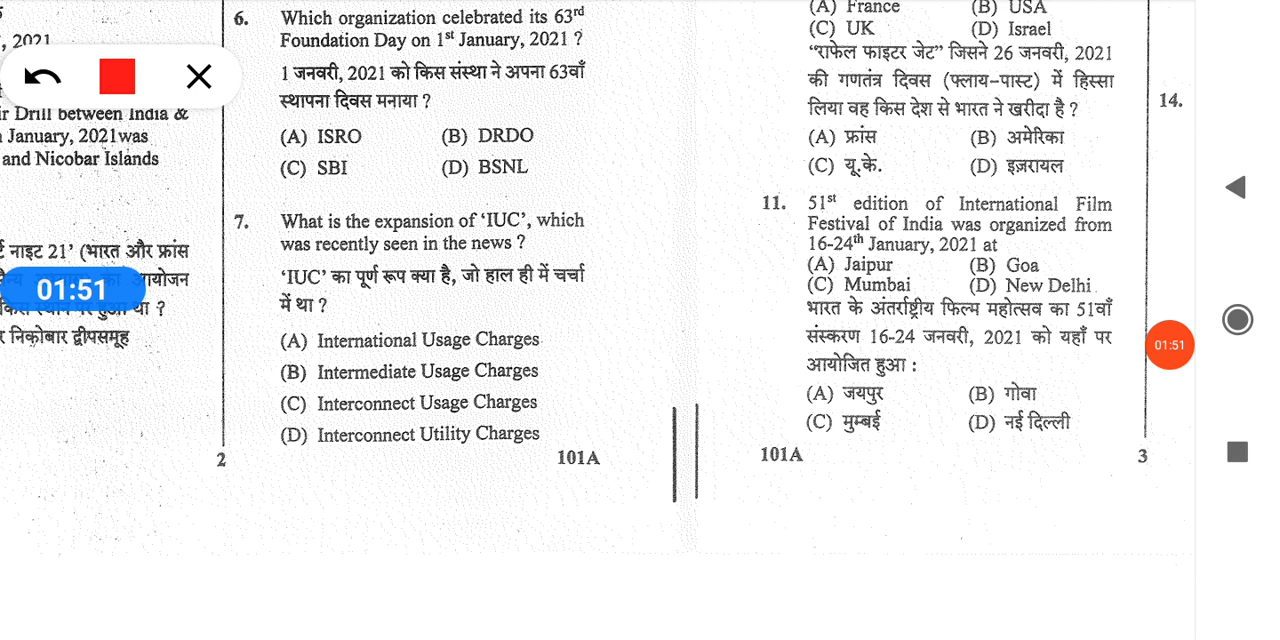 , 2021
ir Drill between India &
January, 2021was
and Nicobar Islands
नाइट 21’ (भारत और फ्रांस
आयोजन
01:51
किस स्थान पर हुआ था ?
र निकोबार द्वीपसमूह
2
6. Which organization celebrated its 63rd
Foundation Day on 1st January, 2021 ?
1 जनवरी, 2021 को किस संस्था ने अपना 63वाँ
स्थापना दिवस मनाया ?
(A) ISRO (B) DRDO
(C) SBI (D) BSNL
7. What is the expansion of ‘IUC’, which
was recently seen in the news ?
‘IUC’ का पूर्ण रूप क्या है, जो हाल ही में चर्चा
में था ?
(A) International Usage Charges
(B) Intermediate Usage Charges
(C) Interconnect Usage Charges
(D) Interconnect Utility Charges
101A
(A) France (B) USA
(C) UK (D) Israel
“राफेल फाइटर जेट” जिसने 26 जनवरी, 2021
की गणतंत्र दिवस (फ्लाय-पास्ट) में हिस्सा
लिया वह किस देश से भारत ने खरीदा है ?
(A) फ्रांस (B) अमेरिका
(C) यू.के. (D) इज़रायल
11. 51st edition of International Film
Festival of India was organized from
16-24th January, 2021 at
(A) Jaipur (B) Goa
(C) Mumbai (D) New Delhi
भारत के अंतर्राष्ट्रीय फिल्म महोत्सव का 51वाँ
संस्करण 16-24 जनवरी, 2021 को यहाँ पर
आयोजित हुआ :
(A) जयपुर (B) गोवा
(C) मुम्बई (D) नई दिल्ली
101A
3
14.
01:51